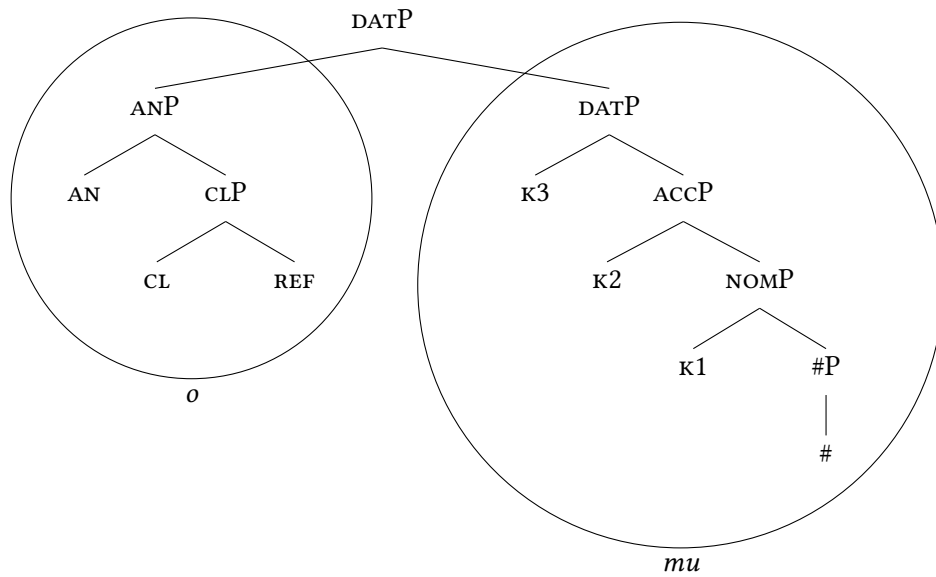 DATP
ANP DATP
AN CLP K3 ACCP
CL REF K2 NOMP
K1 #P
o
#
mu